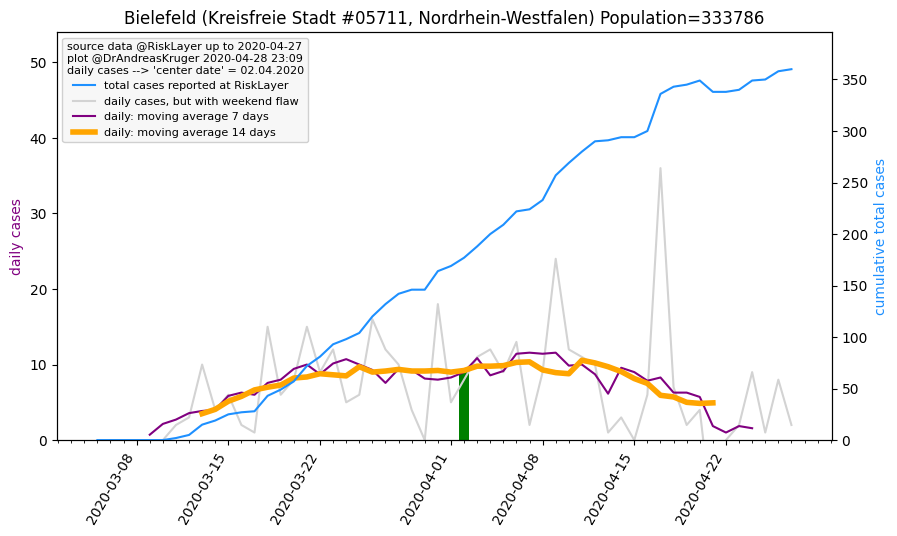 Bielefeld (Kreisfreie Stadt #05711, Nordrhein-Westfalen) Population=333786
source data @RiskLayer up to 2020-04-27
plot @DrAndreasKruger 2020-04-28 23:09
daily cases --> 'center date' = 02.04.2020
total cases reported at RiskLayer
daily cases, but with weekend flaw
daily: moving average 7 days
daily: moving average 14 days
daily cases
50
40
30
20
10
0
cumulative total cases
350
300
250
200
150
100
50
0
2020-03-08
2020-03-15
2020-03-22
2020-04-01
2020-04-08
2020-04-15
2020-04-22